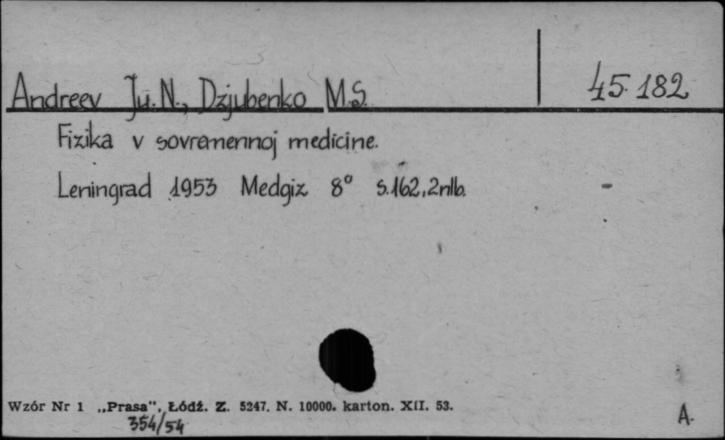 Andreev Ju. N., Dzjubenko M.S. 45.182
Fizika v sovremennoj medicine.
Leningrad 1953 Medgiz 8° s.162,2nlb.
Wzór Nr 1 „Prasa”, Łódź. Z. 5247. N. 10000. karton. XII. 53.
354/54
A.